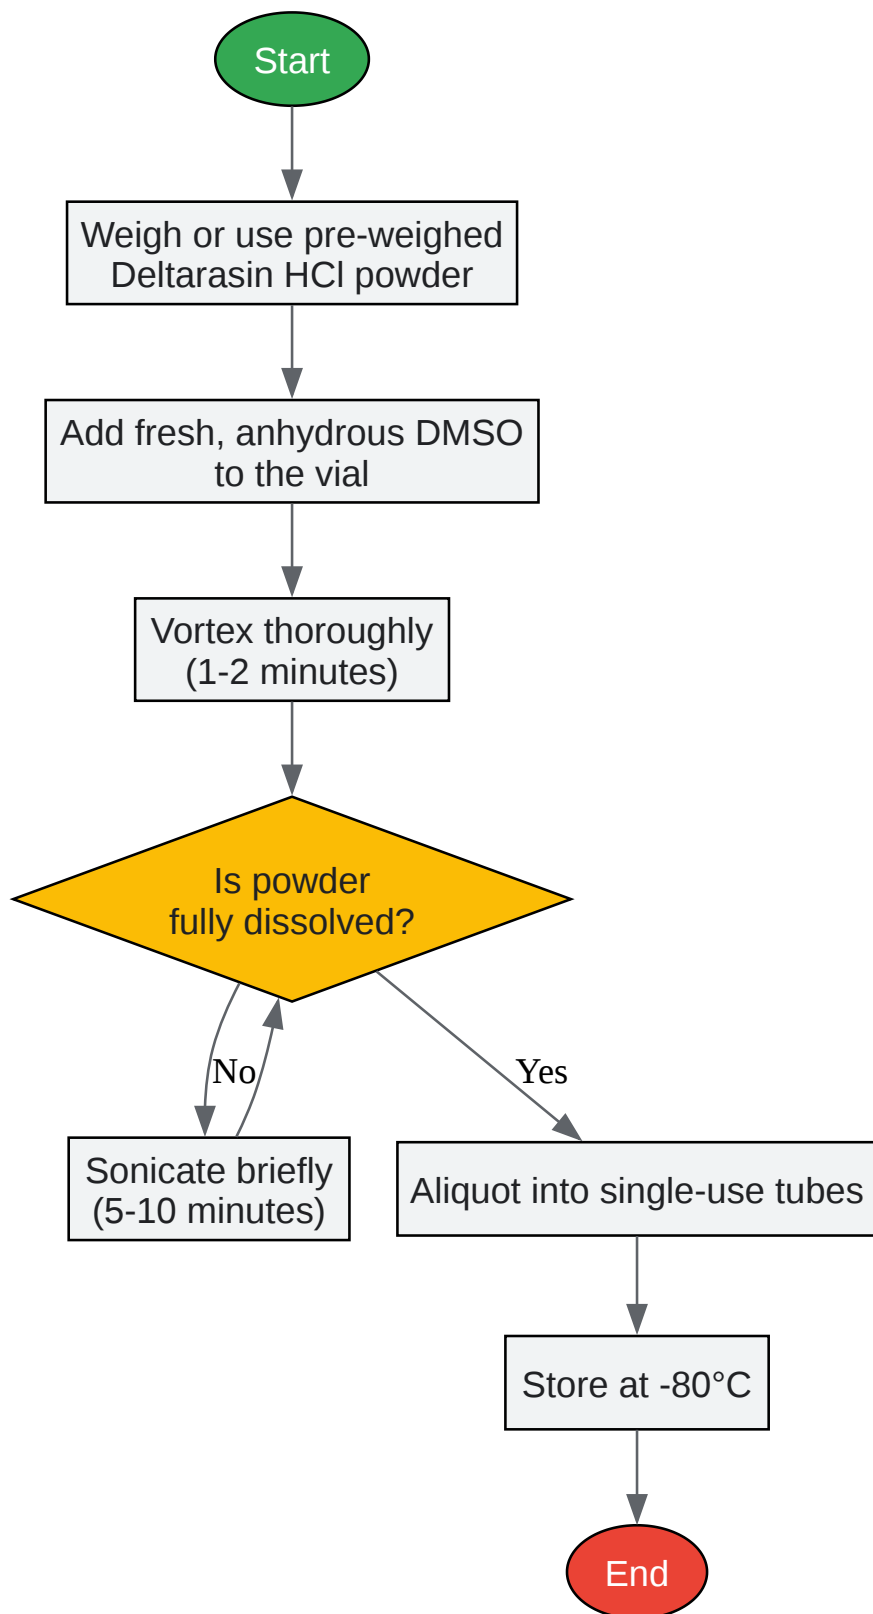 Start
Weigh or use pre-weighed
Deltarasin HCl powder
Add fresh, anhydrous DMSO
to the vial
Vortex thoroughly
(1-2 minutes)
Is powder
fully dissolved?
No
Yes
Sonicate briefly
(5-10 minutes)
Aliquot into single-use tubes
Store at -80°C
End